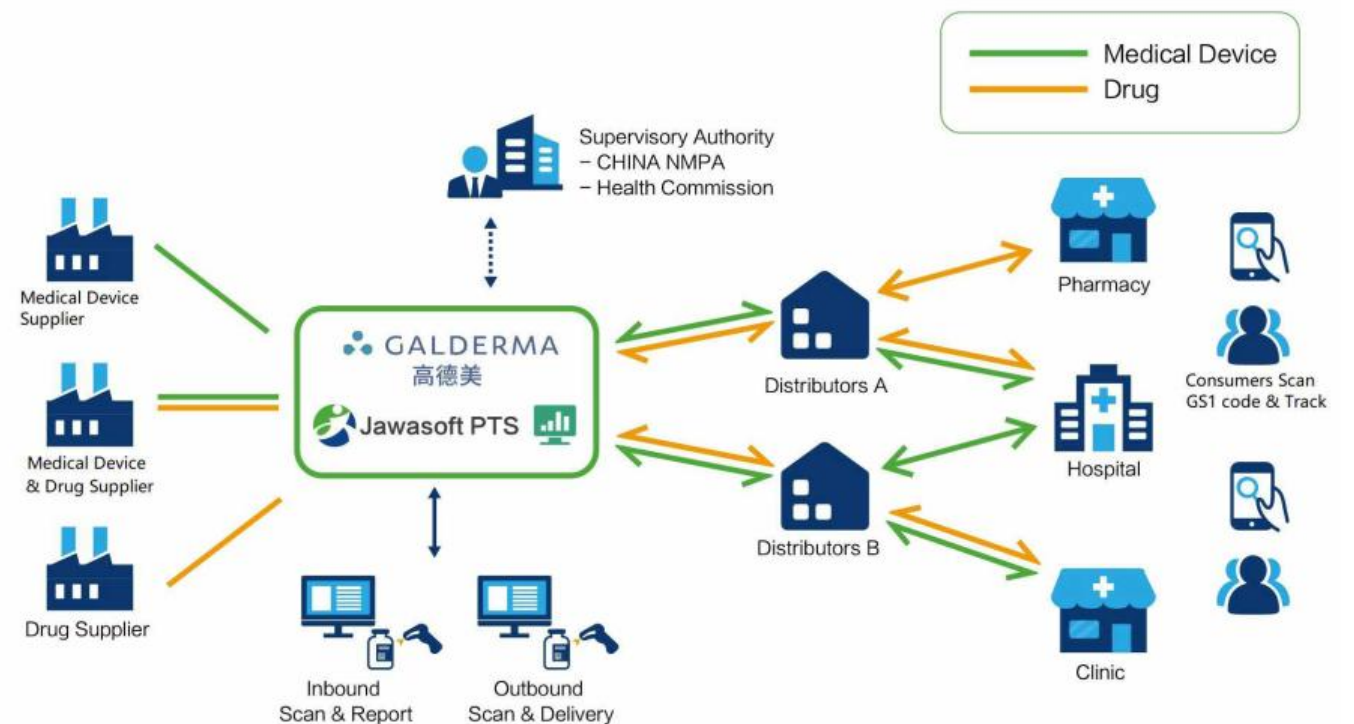 Medical Device
Drug
Supervisory Authority
– CHINA NMPA
– Health Commission
Medical Device
Supplier
Medical Device
& Drug Supplier
Drug Supplier
GALDERMA
高德美
Jawasoft PTS
Inbound
Scan & Report
Outbound
Scan & Delivery
Distributors A
Distributors B
Pharmacy
Hospital
Clinic
Consumers Scan
GS1 code & Track